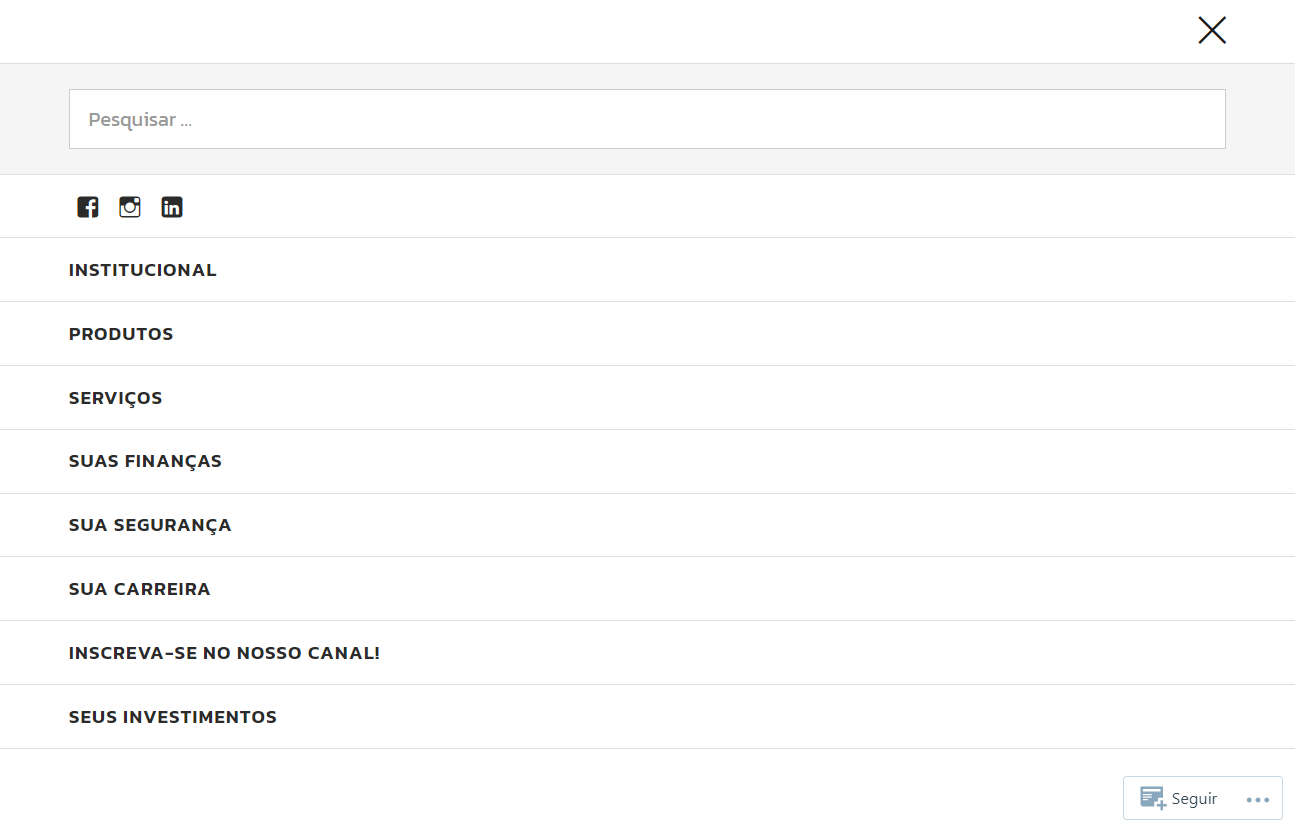 Pesquisar ...
INSTITUCIONAL
PRODUTOS
SERVIÇOS
SUAS FINANÇAS
SUA SEGURANÇA
SUA CARREIRA
INSCREVA-SE NO NOSSO CANAL!
SEUS INVESTIMENTOS
Seguir